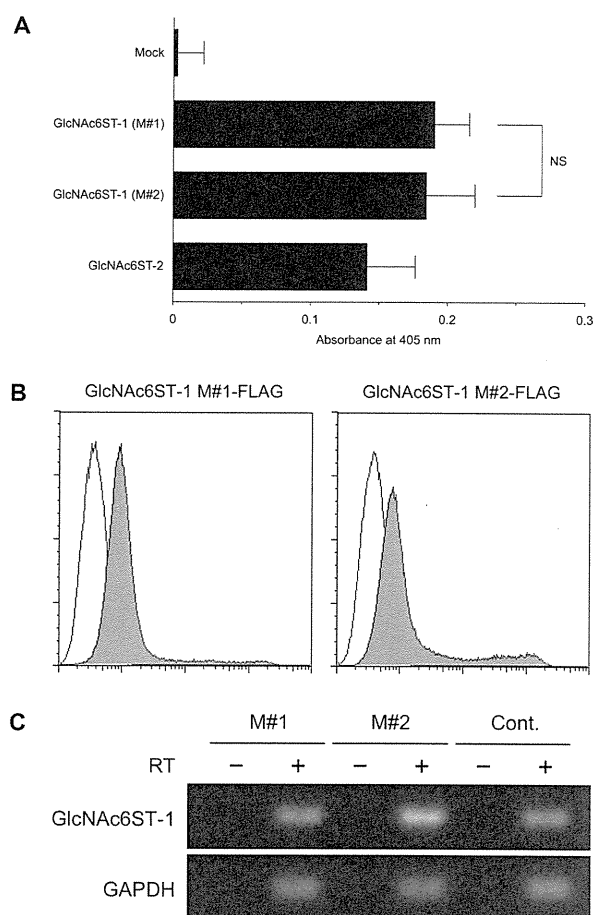 A
Mock
GlcNAc6ST-1 (M#1)
GlcNAc6ST-1 (M#2)
GlcNAc6ST-2
NS
0 0.1 0.2 0.3
Absorbance at 405 nm
B
GlcNAc6ST-1 M#1-FLAG GlcNAc6ST-1 M#2-FLAG
C
M#1 M#2 Cont.
RT − + − + − +
GlcNAc6ST-1
GAPDH